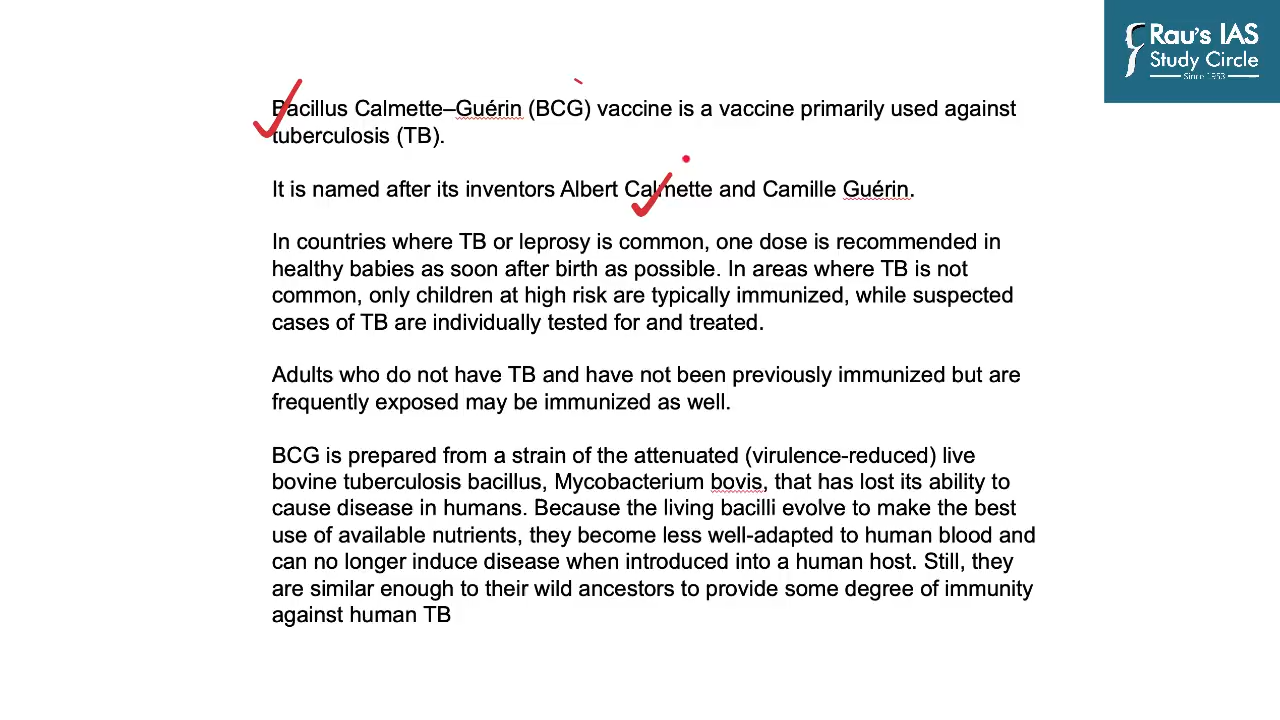 Rau's IAS
Study Circle
Since 1953
Bacillus Calmette–Guérin (BCG) vaccine is a vaccine primarily used against
tuberculosis (TB).
It is named after its inventors Albert Calmette and Camille Guérin.
In countries where TB or leprosy is common, one dose is recommended in
healthy babies as soon after birth as possible. In areas where TB is not
common, only children at high risk are typically immunized, while suspected
cases of TB are individually tested for and treated.
Adults who do not have TB and have not been previously immunized but are
frequently exposed may be immunized as well.
BCG is prepared from a strain of the attenuated (virulence-reduced) live
bovine tuberculosis bacillus, Mycobacterium bovis, that has lost its ability to
cause disease in humans. Because the living bacilli evolve to make the best
use of available nutrients, they become less well-adapted to human blood and
can no longer induce disease when introduced into a human host. Still, they
are similar enough to their wild ancestors to provide some degree of immunity
against human TB